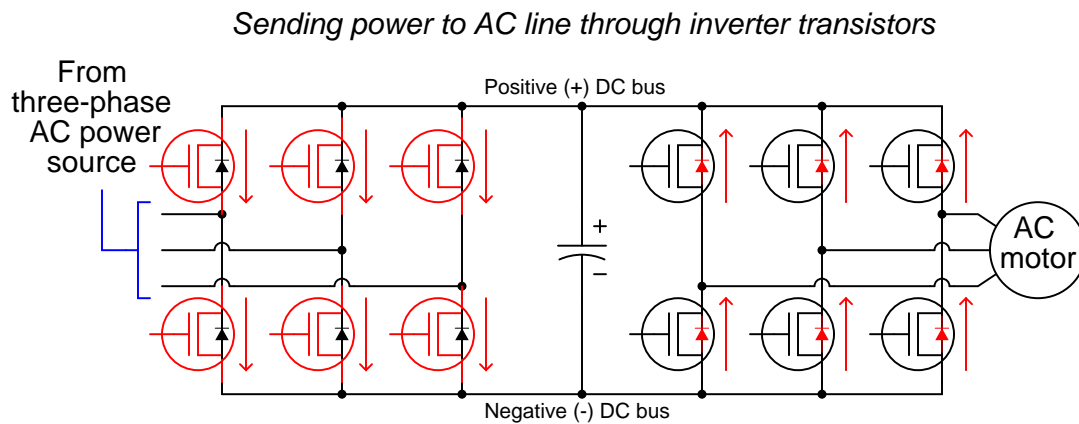 Sending power to AC line through inverter transistors
From
three-phase
AC power
source
Positive (+) DC bus
+
-
AC
motor
Negative (-) DC bus